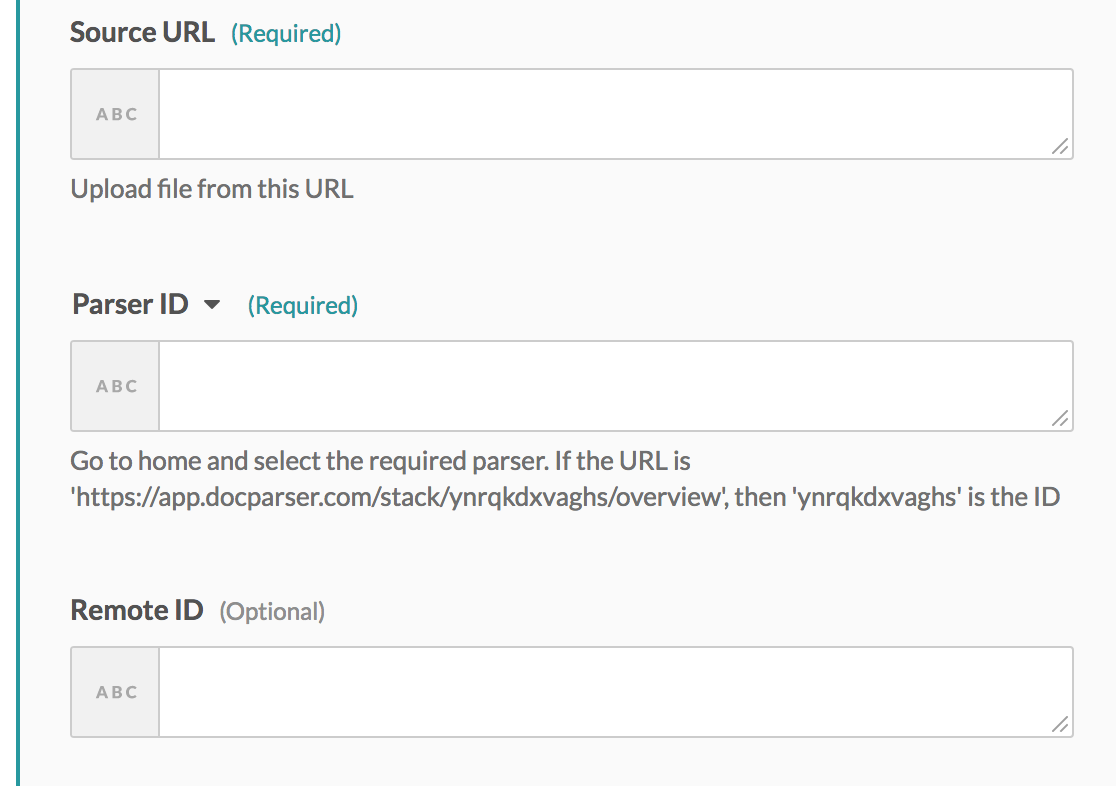 Source URL (Required)
ABC
Upload file from this URL
Parser ID (Required)
ABC
Go to home and select the required parser. If the URL is
'https://app.docparser.com/stack/ynrqkdxvaghs/overview', then 'ynrqkdxvaghs' is the ID
Remote ID (Optional)
ABC